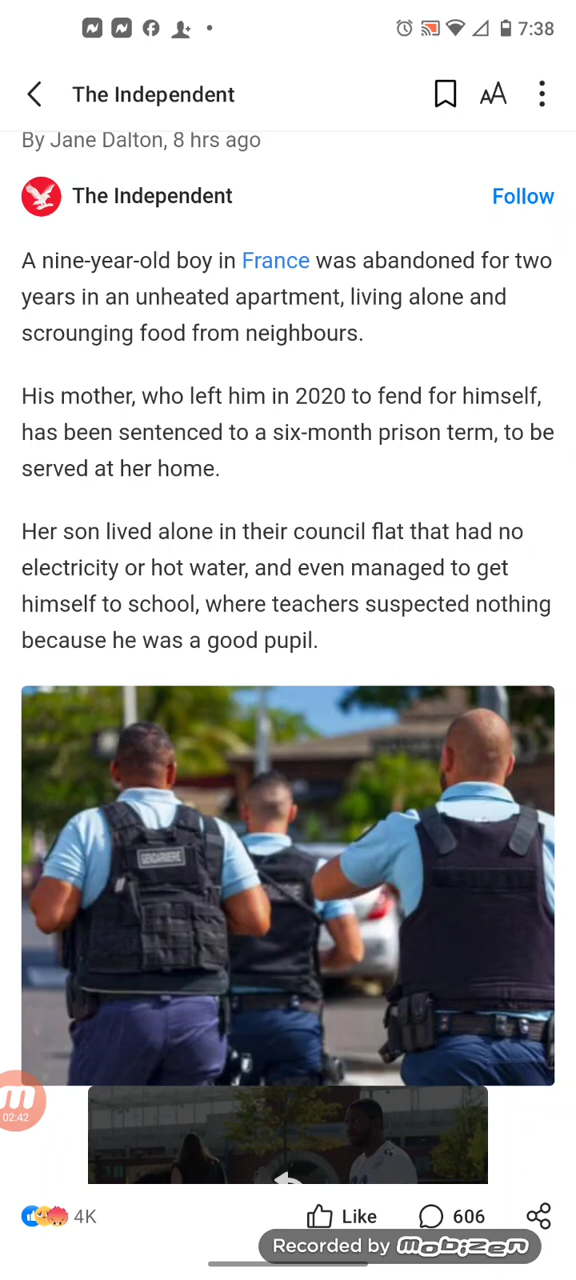 7:38
The Independent
AA
By Jane Dalton, 8 hrs ago
The Independent
Follow
A nine-year-old boy in France was abandoned for two
years in an unheated apartment, living alone and
scrounging food from neighbours.
His mother, who left him in 2020 to fend for himself,
has been sentenced to a six-month prison term, to be
served at her home.
Her son lived alone in their council flat that had no
electricity or hot water, and even managed to get
himself to school, where teachers suspected nothing
because he was a good pupil.
GENDARMERIE
02:42
4K
Like
606
Recorded by mobizen